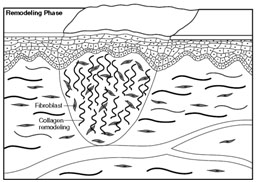 Remodeling Phase
Fibroblast
Collagen
remodeling